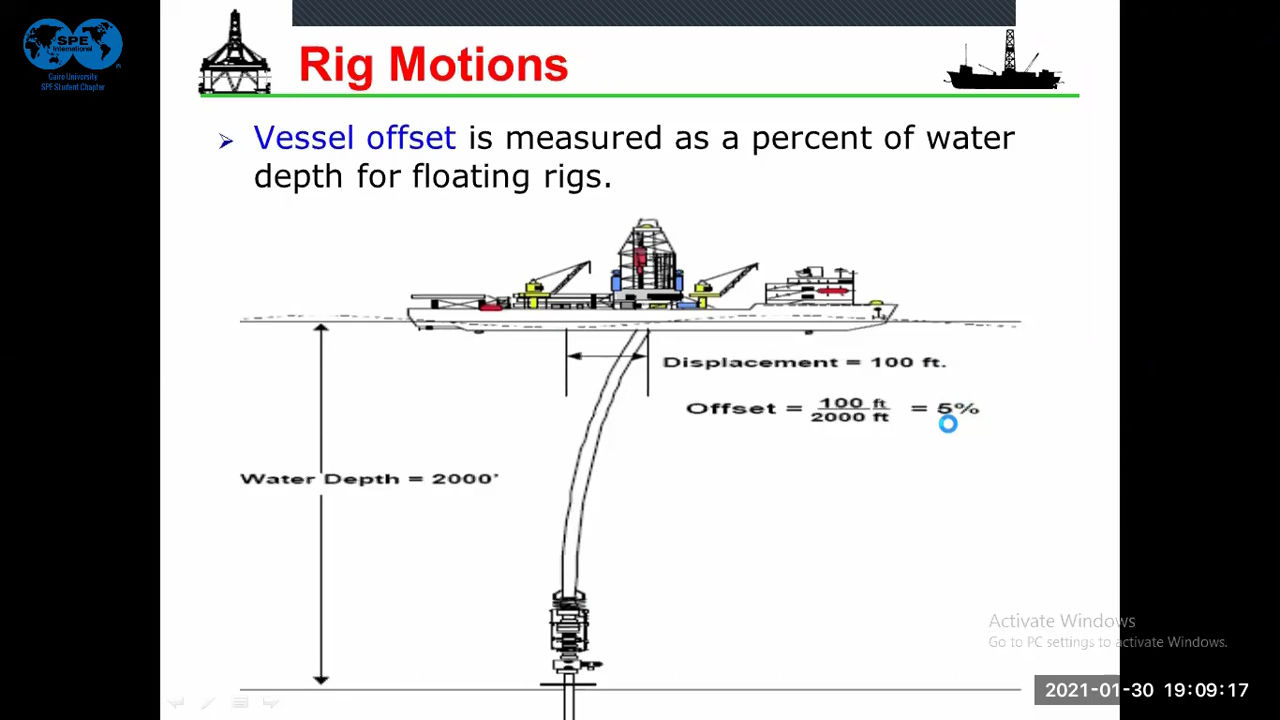 SPE
International
Cairo University
SPE Student Chapter
Rig Motions
Vessel offset is measured as a percent of water
depth for floating rigs.
Displacement = 100 ft.
Offset = 100 ft / 2000 ft = 5%
Water Depth = 2000'
Activate Windows
Go to PC settings to activate Windows.
2021-01-30 19:09:17